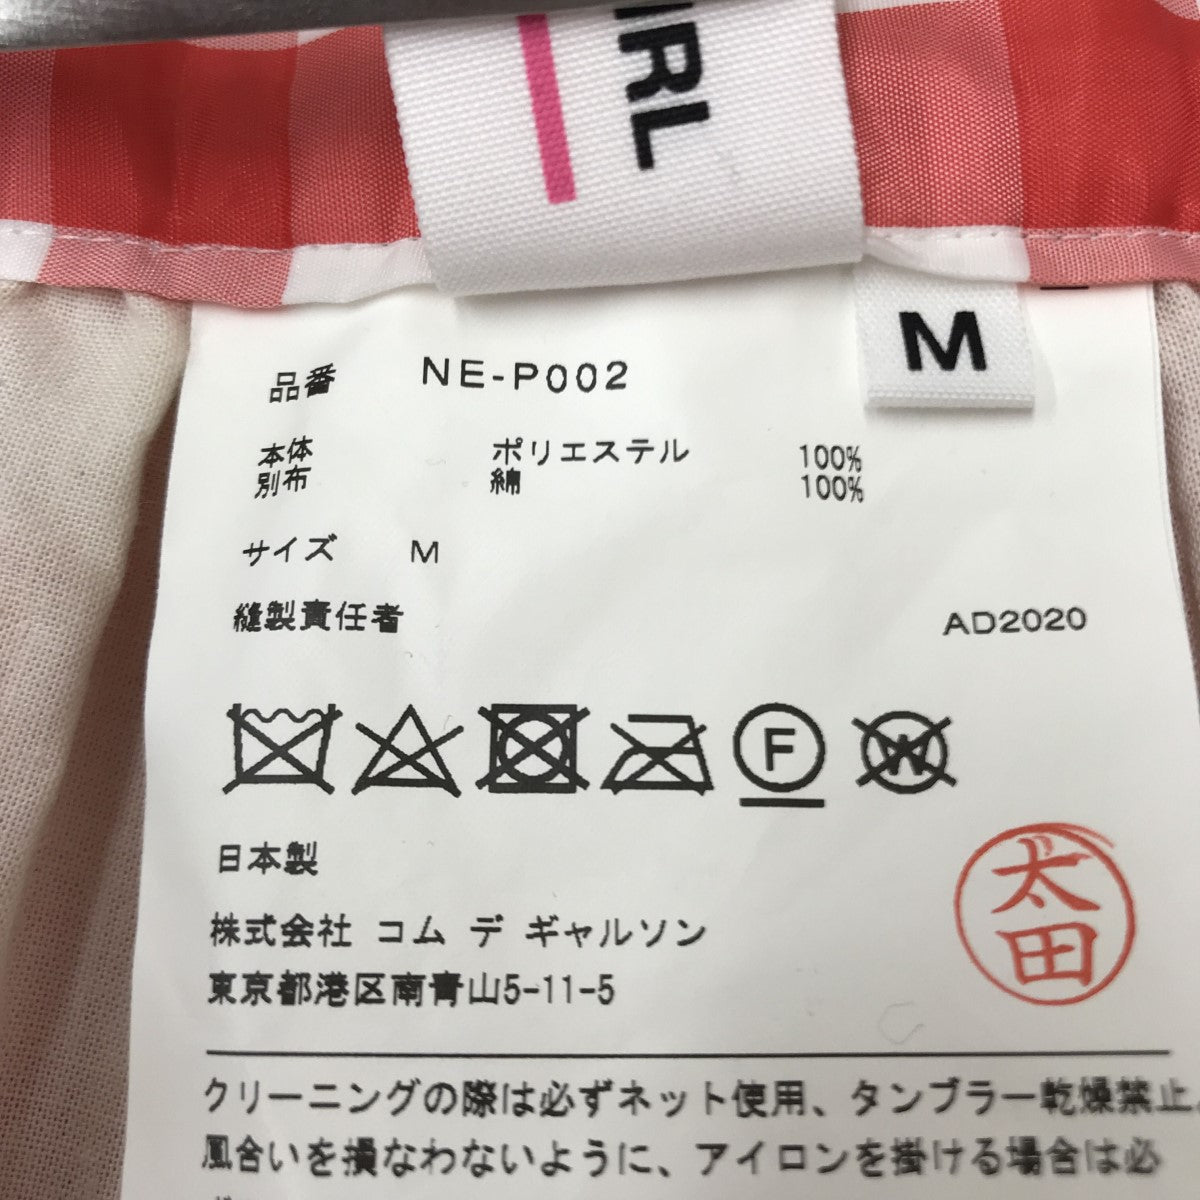 IRL
M
品番 NE-P002
本体 ポリエステル 100%
別布 綿 100%
サイズ M
縫製責任者 AD2020
F
W
日本製
太田
株式会社 コム デ ギャルソン
東京都港区南青山5-11-5
クリーニングの際は必ずネット使用、タンブラー乾燥禁止
風合いを損なわないように、アイロンを掛ける場合は必